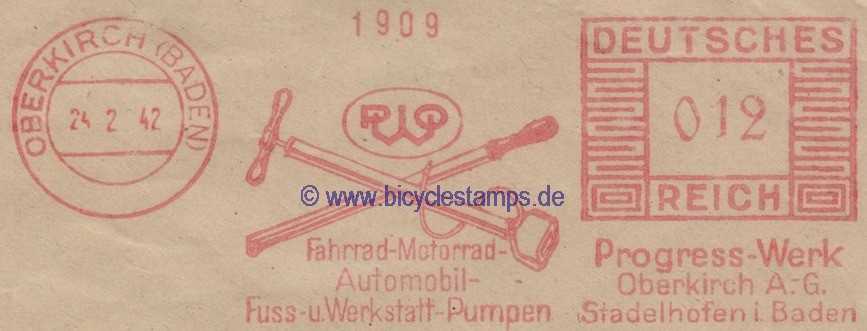 1909
OBERKIRCH (BADEN)
24 2 42
PWO
DEUTSCHES
012
REICH
© www.bicyclestamps.de
Fahrrad-Motorrad-
Automobil-
Fuss-u.Werkstatt-Pumpen
Progress-Werk
Oberkirch A.-G.
Stadelhofen i. Baden